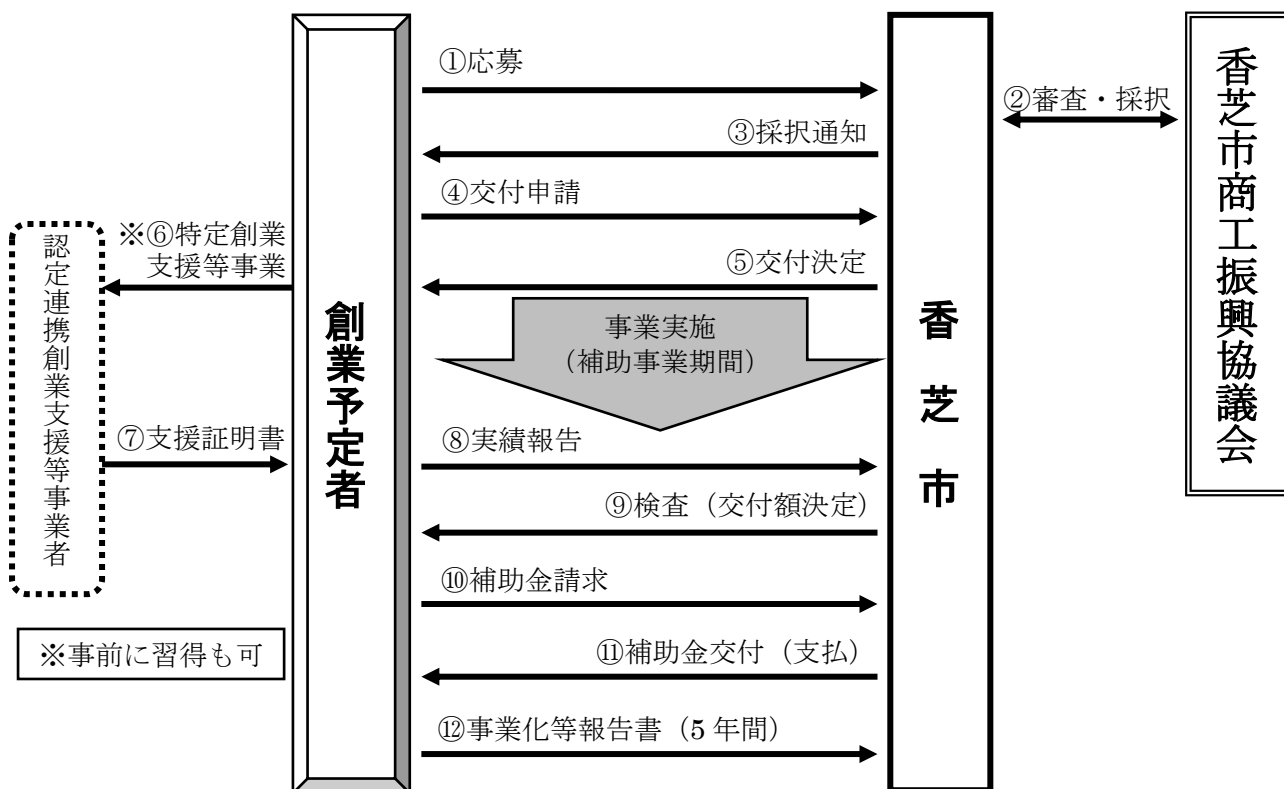 ①応募
②審査・採択
③採択通知
④交付申請
※⑥特定創業
支援等事業
⑤交付決定
事業実施
（補助事業期間）
⑦支援証明書
⑧実績報告
⑨検査（交付額決定）
⑩補助金請求
※事前に習得も可
⑪補助金交付（支払）
⑫事業化等報告書（5 年間）
認定連携創業支援等事業者
創業予定者
香芝市
香芝市商工振興協議会